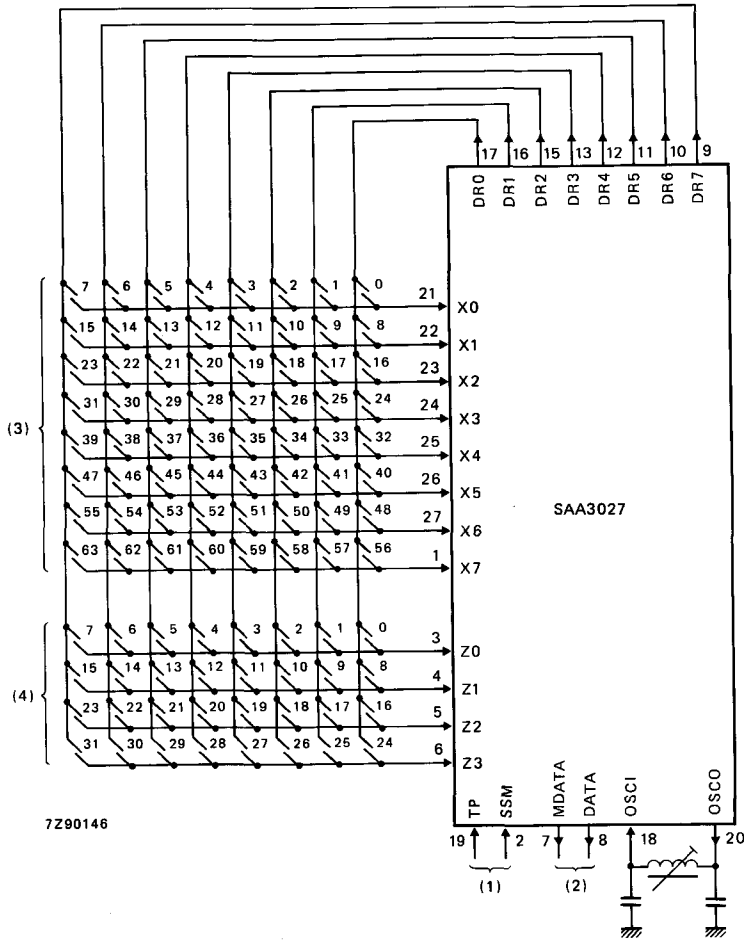 17 16 15 13 12 11 10 9
DR0 DR1 DR2 DR3 DR4 DR5 DR6 DR7
7 6 5 4 3 2 1 0 21 X0
15 14 13 12 11 10 9 8 22 X1
23 22 21 20 19 18 17 16 23 X2
31 30 29 28 27 26 25 24 24 X3
(3)
39 38 37 36 35 34 33 32 25 X4
47 46 45 44 43 42 41 40 26 X5
55 54 53 52 51 50 49 48 27 X6
SAA3027
63 62 61 60 59 58 57 56 1 X7
7 6 5 4 3 2 1 0 3 Z0
15 14 13 12 11 10 9 8 4 Z1
(4)
23 22 21 20 19 18 17 16 5 Z2
31 30 29 28 27 26 25 24 6 Z3
TP SSM MDATA DATA OSCI OSCO
7Z90146
19 2 7 8 18 20
(1) (2)